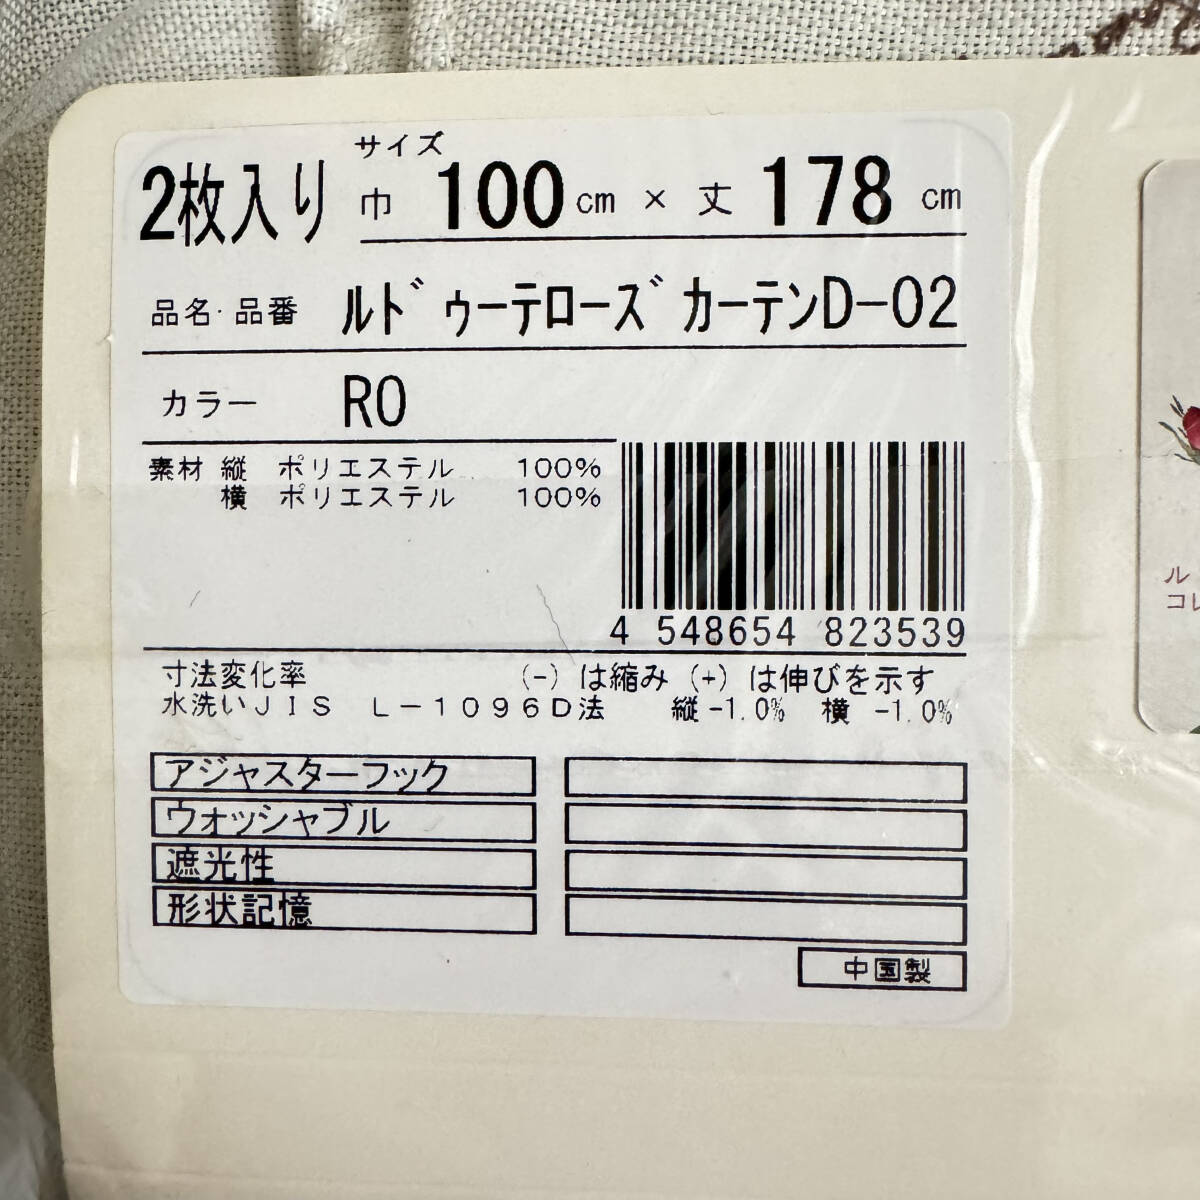 サイズ
2枚入り 巾 100cm × 丈 178cm
品名・品番 ルドゥーテローズカーテンD-02
カラー RO
素材 縦 ポリエステル 100%
横 ポリエステル 100%
4 548654 823539
寸法変化率 (-)は縮み (+)は伸びを示す
水洗いJIS L-1096D法 縦-1.0% 横-1.0%
アジャスターフック
ウォッシャブル
遮光性
形状記憶
中国製
ル
コレ